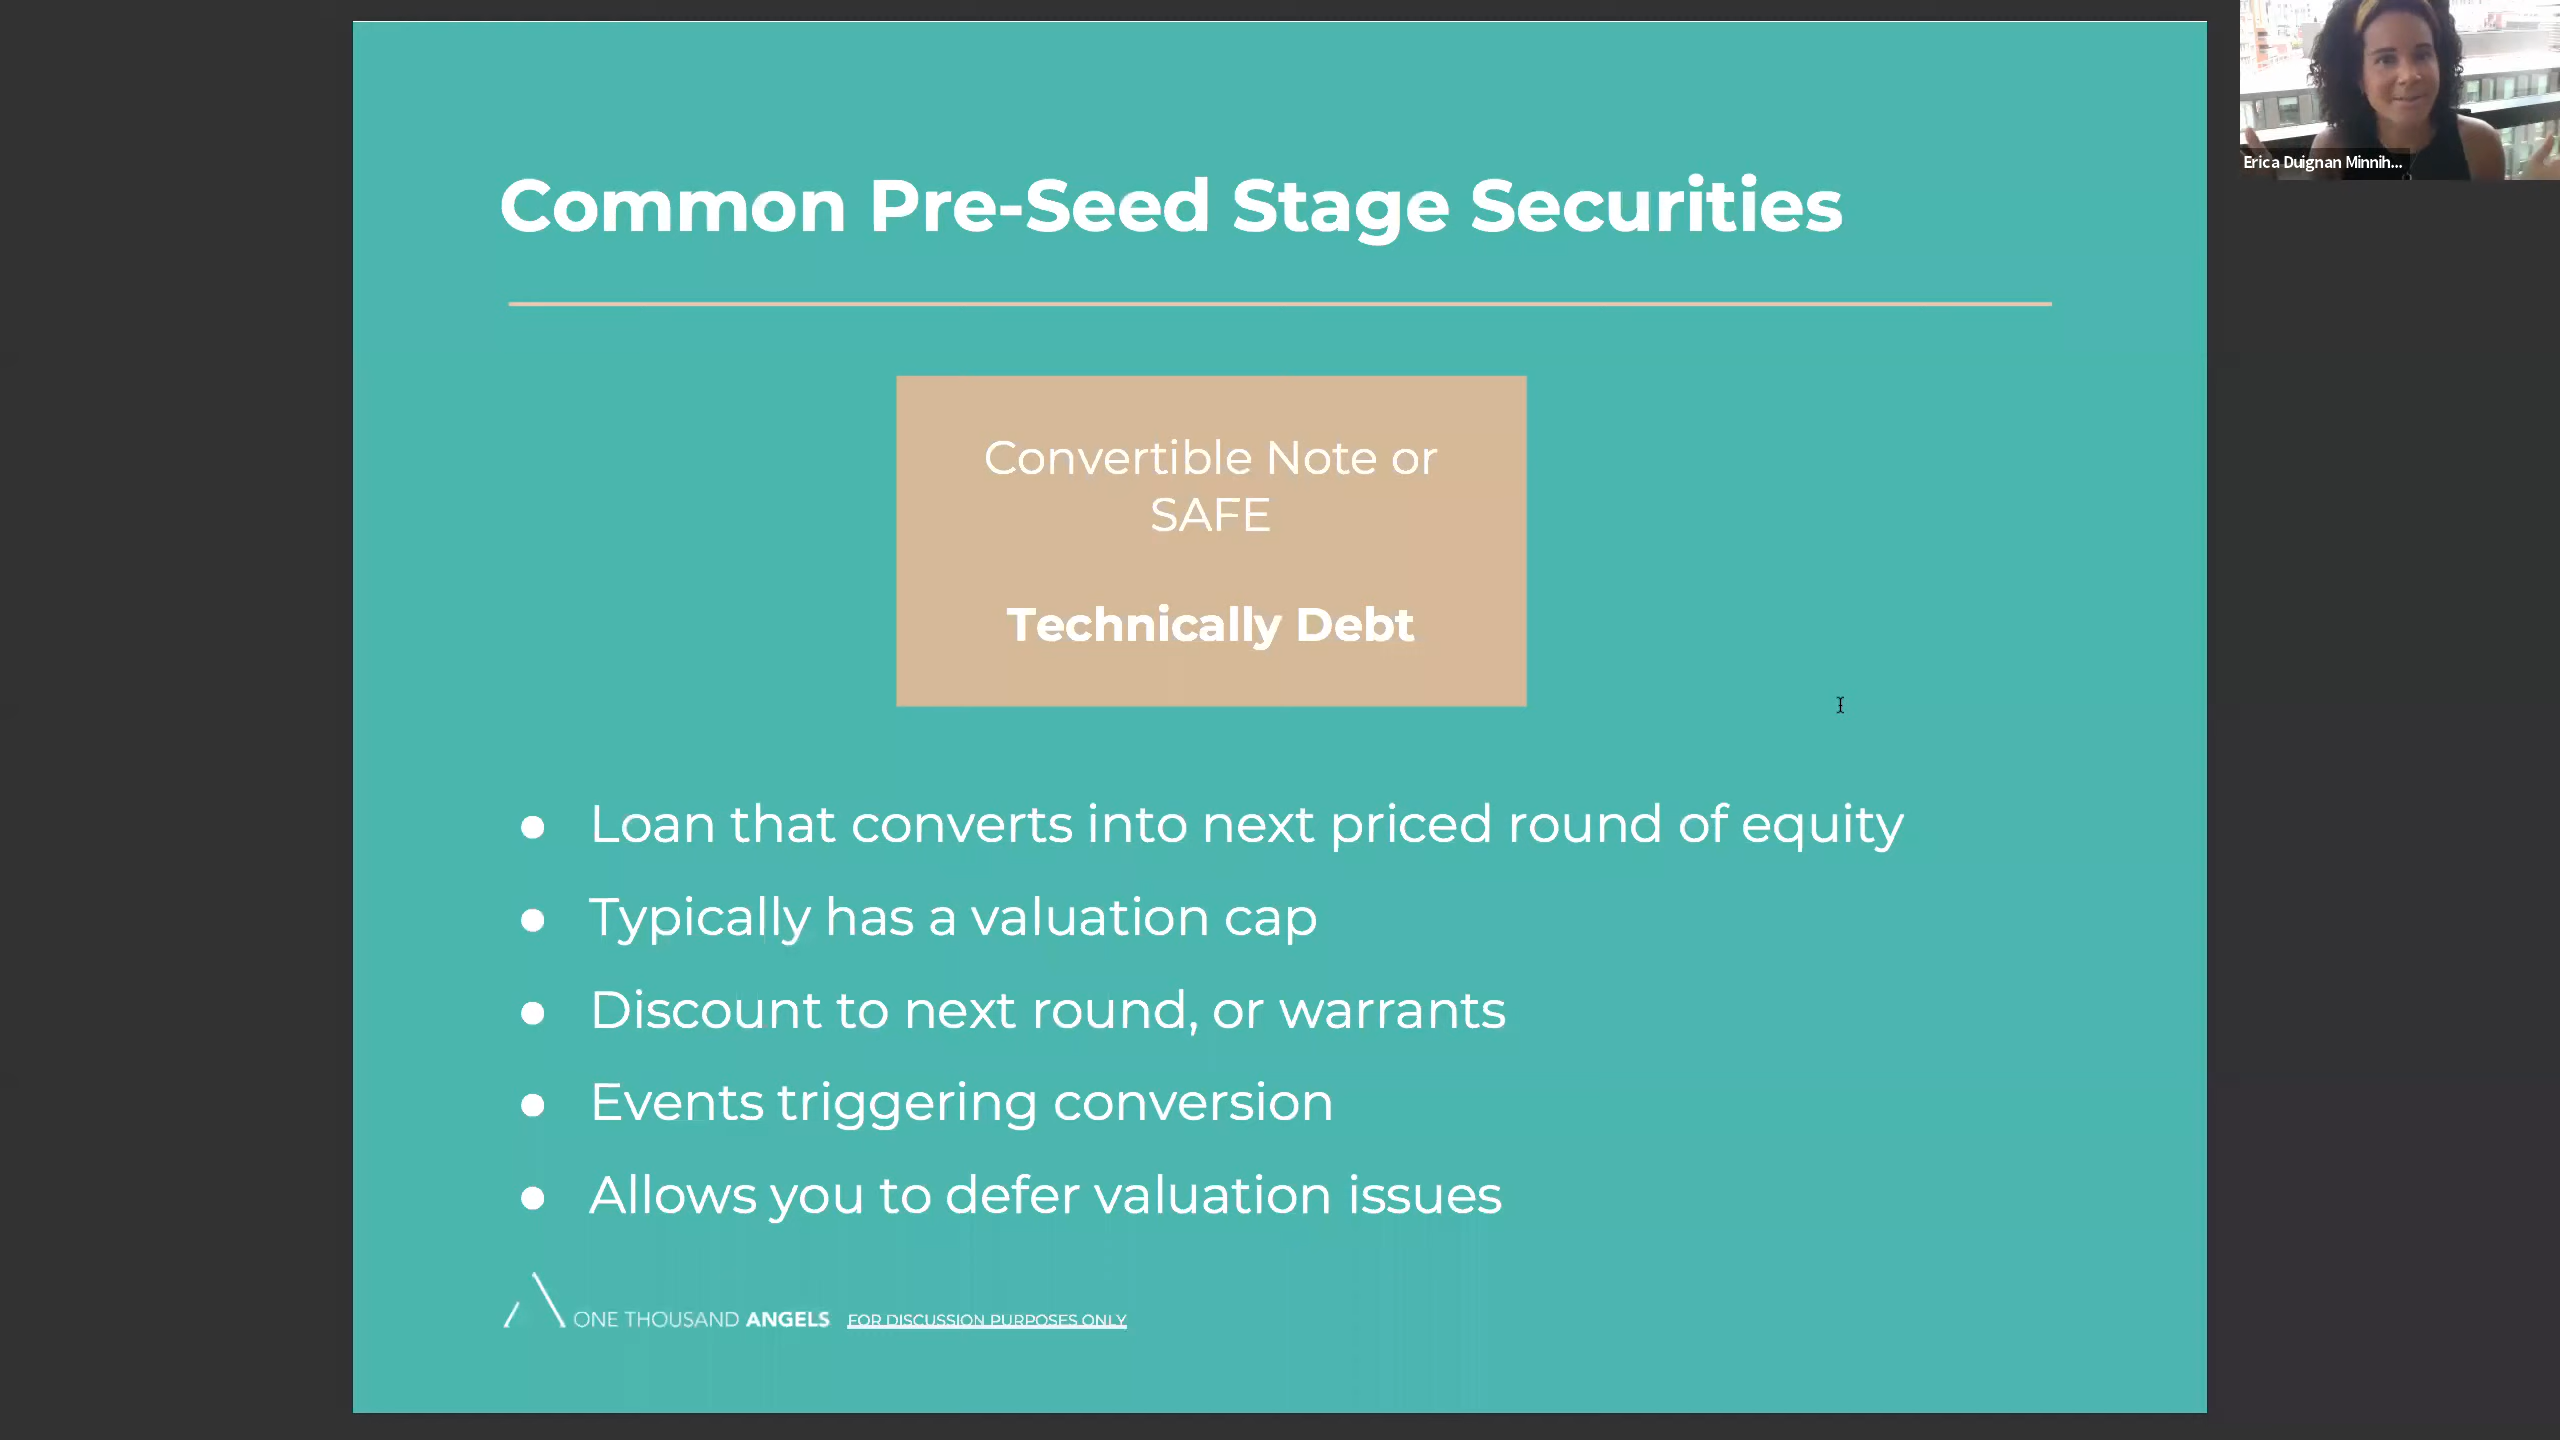 Erica Duignan Minnih...
Common Pre-Seed Stage Securities
Convertible Note or
SAFE
Technically Debt
● Loan that converts into next priced round of equity
● Typically has a valuation cap
● Discount to next round, or warrants
● Events triggering conversion
● Allows you to defer valuation issues
ONE THOUSAND ANGELS FOR DISCUSSION PURPOSES ONLY